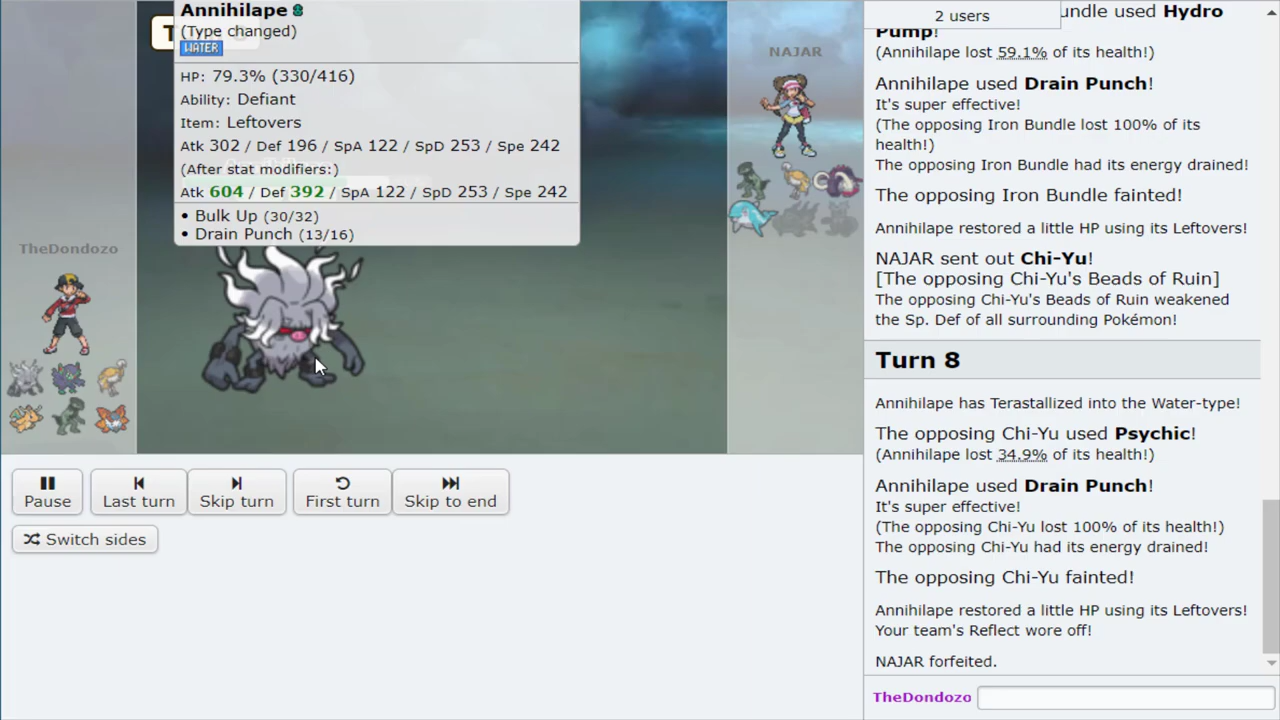 Annihilape
(Type changed)
WATER
HP: 79.3% (330/416)
Ability: Defiant
Item: Leftovers
Atk 302 / Def 196 / SpA 122 / SpD 253 / Spe 242
(After stat modifiers:)
Atk 604 / Def 392 / SpA 122 / SpD 253 / Spe 242
• Bulk Up (30/32)
• Drain Punch (13/16)
TheDondozo
NAJAR
Pause
Last turn
Skip turn
First turn
Skip to end
Switch sides
2 users
undle used Hydro
Pump!
(Annihilape lost 59.1% of its health!)
Annihilape used Drain Punch!
It's super effective!
(The opposing Iron Bundle lost 100% of its
health!)
The opposing Iron Bundle had its energy drained!
The opposing Iron Bundle fainted!
Annihilape restored a little HP using its Leftovers!
NAJAR sent out Chi-Yu!
[The opposing Chi-Yu's Beads of Ruin]
The opposing Chi-Yu's Beads of Ruin weakened
the Sp. Def of all surrounding Pokémon!
Turn 8
Annihilape has Terastallized into the Water-type!
The opposing Chi-Yu used Psychic!
(Annihilape lost 34.9% of its health!)
Annihilape used Drain Punch!
It's super effective!
(The opposing Chi-Yu lost 100% of its health!)
The opposing Chi-Yu had its energy drained!
The opposing Chi-Yu fainted!
Annihilape restored a little HP using its Leftovers!
Your team's Reflect wore off!
NAJAR forfeited.
TheDondozo